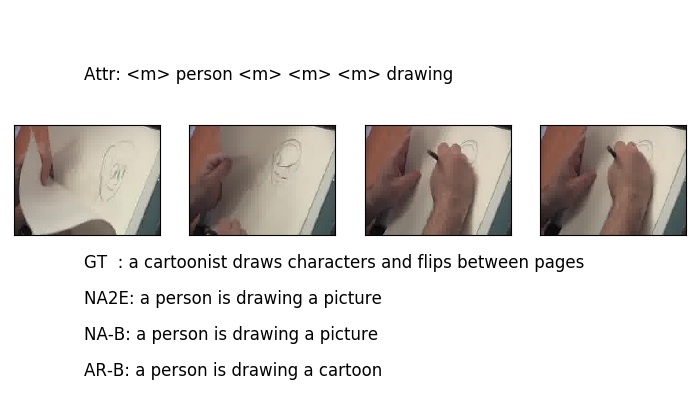 Attr: <m> person <m> <m> <m> drawing
GT : a cartoonist draws characters and flips between pages
NA2E: a person is drawing a picture
NA-B: a person is drawing a picture
AR-B: a person is drawing a cartoon